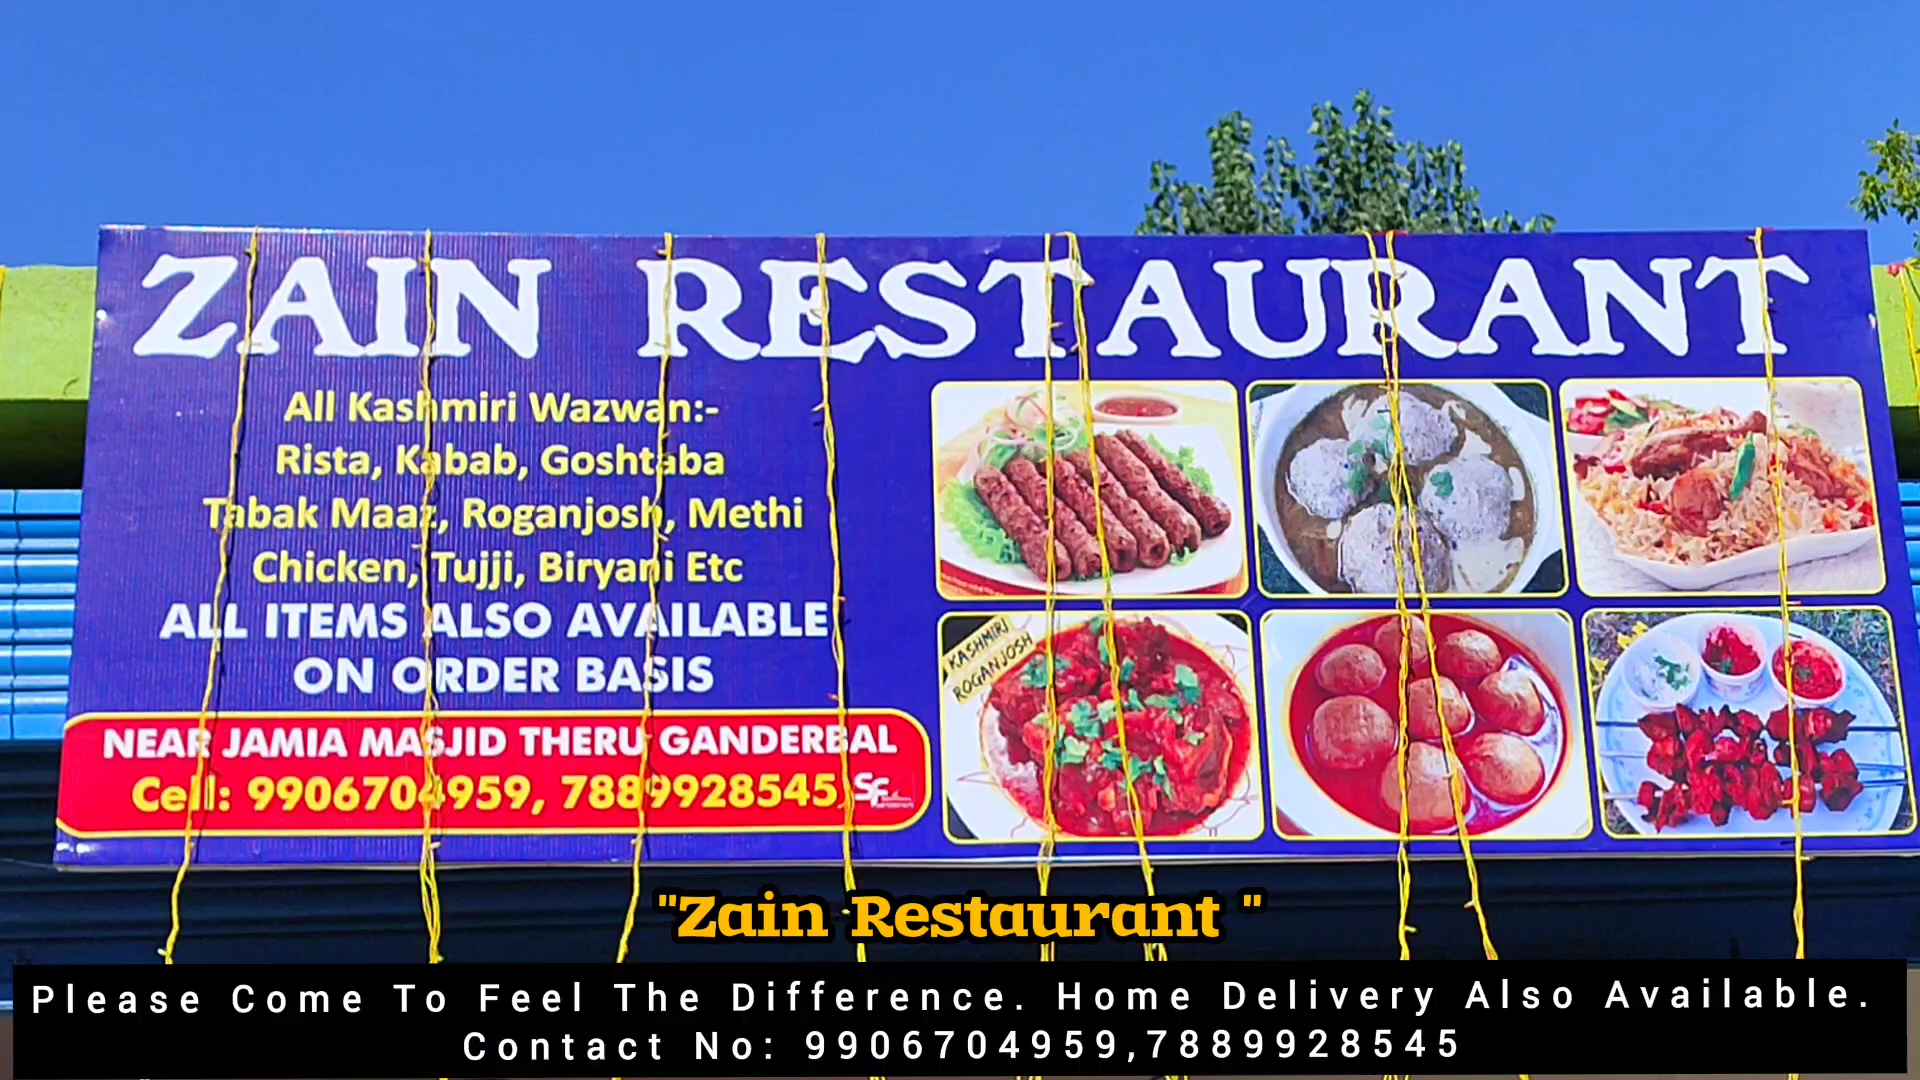 ZAIN RESTAURANT
All Kashmiri Wazwan:-
Rista, Kabab, Goshtaba
Tabak Maaz, Roganjosh, Methi
Chicken, Tujji, Biryani Etc
ALL ITEMS ALSO AVAILABLE
ON ORDER BASIS
NEAR JAMIA MASJID THERU GANDERBAL
Cell: 9906704959, 7889928545
SF
KASHMIRI
ROGANJOSH
"Zain Restaurant "
Please Come To Feel The Difference. Home Delivery Also Available.
Contact No: 9906704959,7889928545